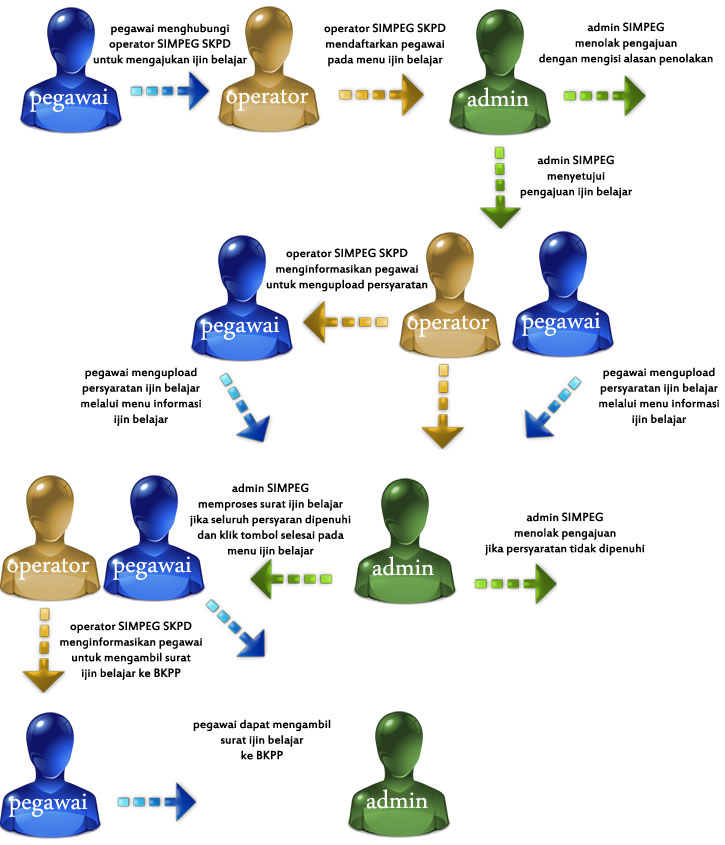 pegawai menghubungi
operator SIMPEG SKPD
untuk mengajukan ijin belajar
operator SIMPEG SKPD
mendaftarkan pegawai
pada menu ijin belajar
admin SIMPEG
menolak pengajuan
dengan mengisi alasan penolakan
pegawai
operator
admin
admin SIMPEG
menyetujui
pengajuan ijin belajar
operator SIMPEG SKPD
menginformasikan pegawai
untuk mengupload persyaratan
pegawai
operator
pegawai
pegawai mengupload
persyaratan ijin belajar
melalui menu informasi
ijin belajar
pegawai mengupload
persyaratan ijin belajar
melalui menu informasi
ijin belajar
admin SIMPEG
memproses surat ijin belajar
jika seluruh persyaran dipenuhi
dan klik tombol selesai pada
menu ijin belajar
admin SIMPEG
menolak pengajuan
jika persyaratan tidak dipenuhi
operator
pegawai
admin
operator SIMPEG SKPD
menginformasikan pegawai
untuk mengambil surat
ijin belajar ke BKPP
pegawai dapat mengambil
surat ijin belajar
ke BKPP
pegawai
admin